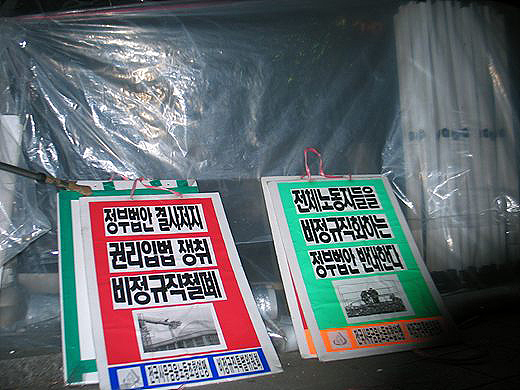 정부법안 결사저지
권리입법 쟁취
비정규직철폐
전체노동자들을
비정규직화하는
정부법안 반대한다